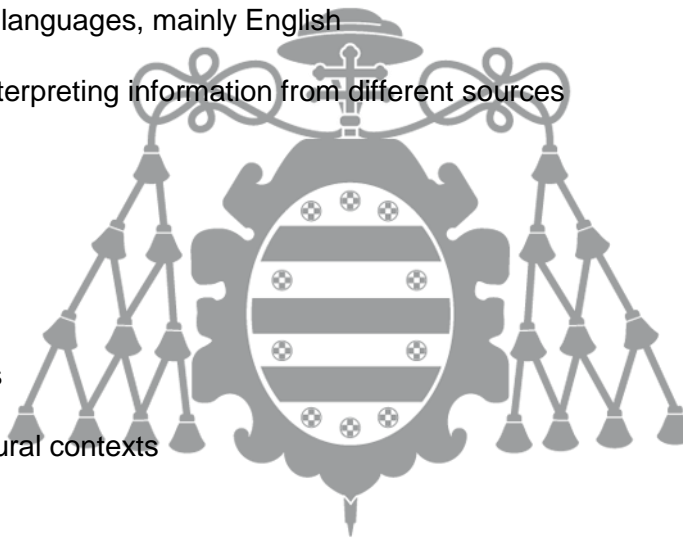 languages, mainly English
terpreting information from different sources
s
ural contexts